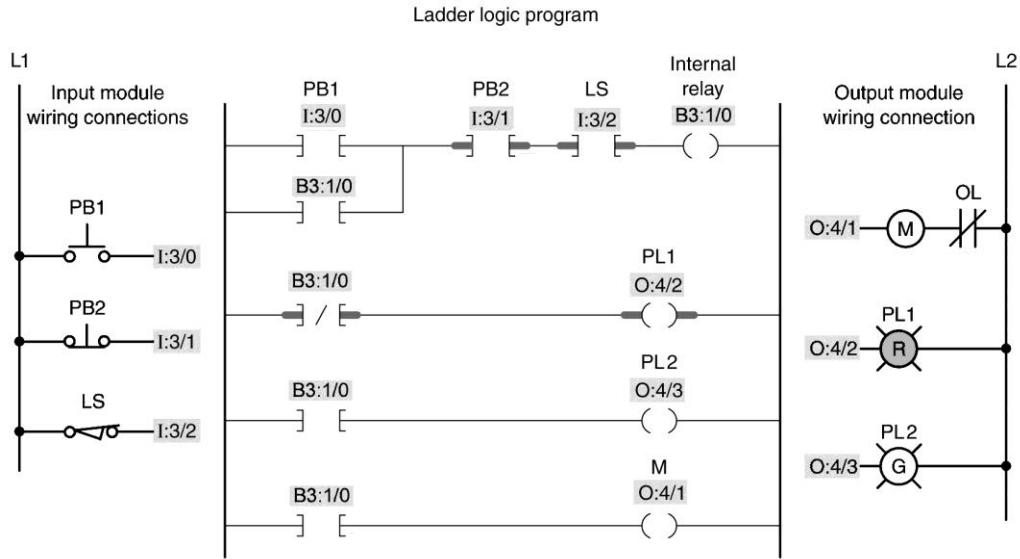 Ladder logic program
L1
Input module
wiring connections
PB1
I:3/0
PB2
I:3/1
LS
I:3/2
PB1
I:3/0
PB2
I:3/1
LS
I:3/2
Internal
relay
B3:1/0
B3:1/0
B3:1/0
PL1
O:4/2
B3:1/0
PL2
O:4/3
B3:1/0
M
O:4/1
L2
Output module
wiring connection
O:4/1
M
OL
PL1
O:4/2
R
PL2
O:4/3
G